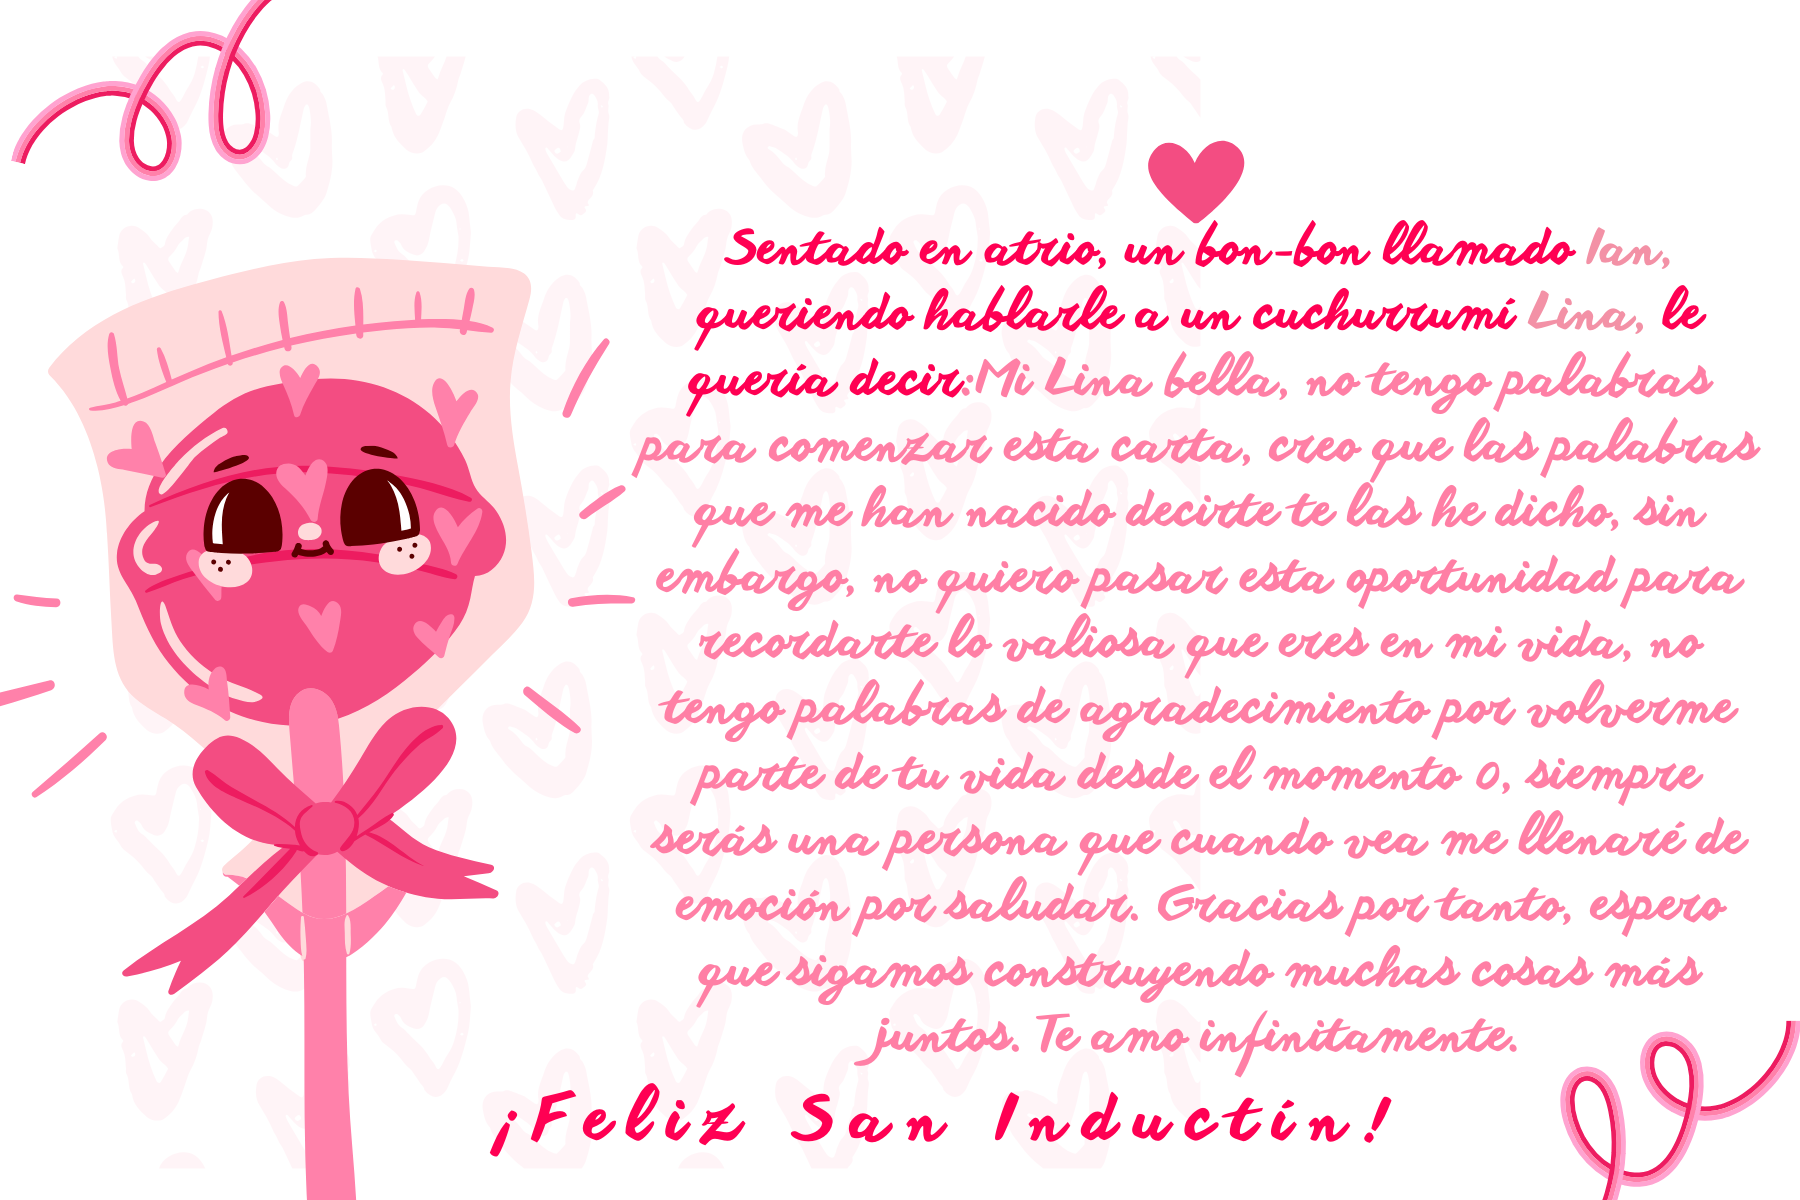 Sentado en atrio, un bon-bon llamado Ian,
queriendo hablarle a un cuchurrumí Lina, le
quería decir:Mi Lina bella, no tengo palabras
para comenzar esta carta, creo que las palabras
que me han nacido decirte te las he dicho, sin
embargo, no quiero pasar esta oportunidad para
recordarte lo valiosa que eres en mi vida, no
tengo palabras de agradecimiento por volverme
parte de tu vida desde el momento 0, siempre
serás una persona que cuando vea me llenaré de
emoción por saludar. Gracias por tanto, espero
que sigamos construyendo muchas cosas más
juntos. Te amo infinitamente.
¡Feliz San Inductín!